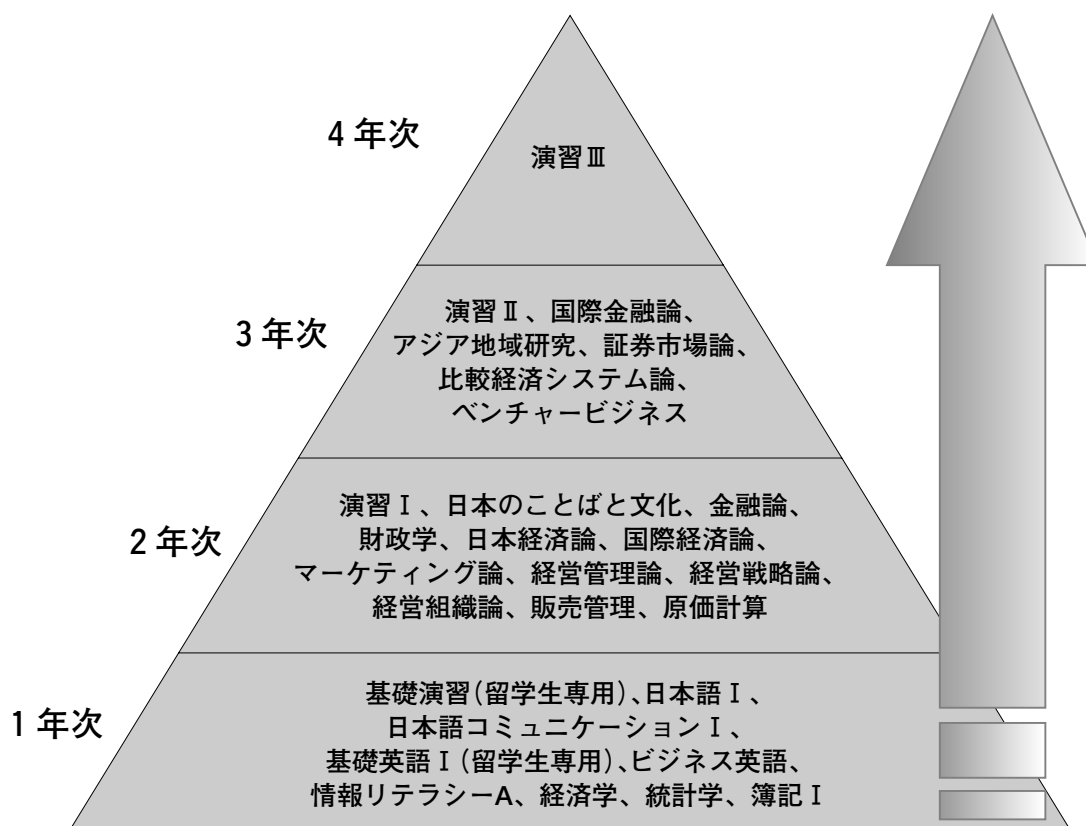 4年次
演習Ⅲ
3年次
演習Ⅱ、国際金融論、
アジア地域研究、証券市場論、
比較経済システム論、
ベンチャービジネス
2年次
演習Ⅰ、日本のことばと文化、金融論、
財政学、日本経済論、国際経済論、
マーケティング論、経営管理論、経営戦略論、
経営組織論、販売管理、原価計算
1年次
基礎演習(留学生専用)、日本語Ⅰ、
日本語コミュニケーションⅠ、
基礎英語Ⅰ(留学生専用)、ビジネス英語、
情報リテラシーA、経済学、統計学、簿記Ⅰ